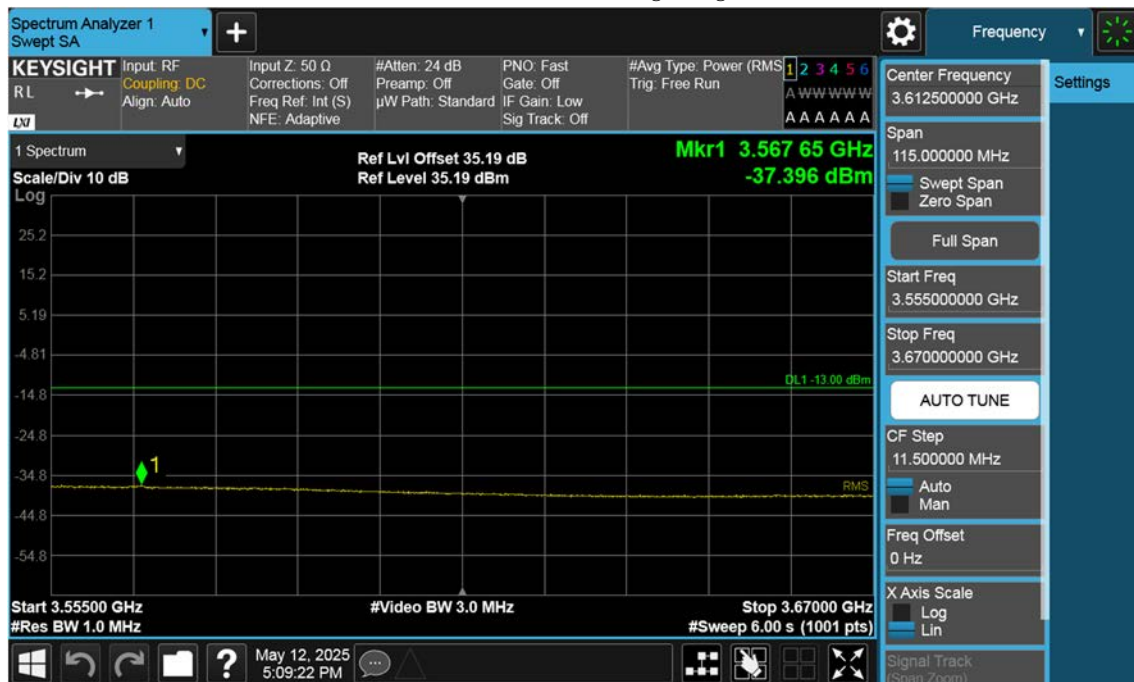 Spectrum Analyzer 1
Swept SA
+
Frequency
KEYSIGHT
RL
LXI
Input: RF
Coupling: DC
Align: Auto
Input Z: 50 Ω
Corrections: Off
Freq Ref: Int (S)
NFE: Adaptive
#Atten: 24 dB
Preamp: Off
µW Path: Standard
PNO: Fast
Gate: Off
IF Gain: Low
Sig Track: Off
#Avg Type: Power (RMS
Trig: Free Run
1 2 3 4 5 6
A W W W W W
A A A A A A
1 Spectrum
Scale/Div 10 dB
Ref Lvl Offset 35.19 dB
Ref Level 35.19 dBm
Mkr1 3.567 65 GHz
-37.396 dBm
Log
25.2
15.2
5.19
-4.81
DL1 -13.00 dBm
-14.8
-24.8
1
-34.8
RMS
-44.8
-54.8
Start 3.55500 GHz
#Video BW 3.0 MHz
Stop 3.67000 GHz
#Res BW 1.0 MHz
#Sweep 6.00 s (1001 pts)
?
May 12, 2025
5:09:22 PM
Center Frequency
3.612500000 GHz
Settings
Span
115.000000 MHz
Swept Span
Zero Span
Full Span
Start Freq
3.555000000 GHz
Stop Freq
3.670000000 GHz
AUTO TUNE
CF Step
11.500000 MHz
Auto
Man
Freq Offset
0 Hz
X Axis Scale
Log
Lin
Signal Track
(Span Zoom)